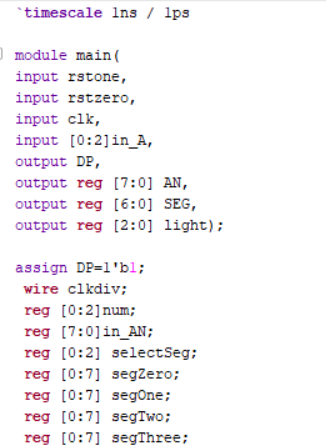 `timescale 1ns / 1ps
module main(
input rstone,
input rstzero,
input clk,
input [0:2]in_A,
output DP,
output reg [7:0] AN,
output reg [6:0] SEG,
output reg [2:0] light);
assign DP=1'b1;
wire clkdiv;
reg [0:2]num;
reg [7:0]in_AN;
reg [0:2] selectSeg;
reg [0:7] segZero;
reg [0:7] segOne;
reg [0:7] segTwo;
reg [0:7] segThree;